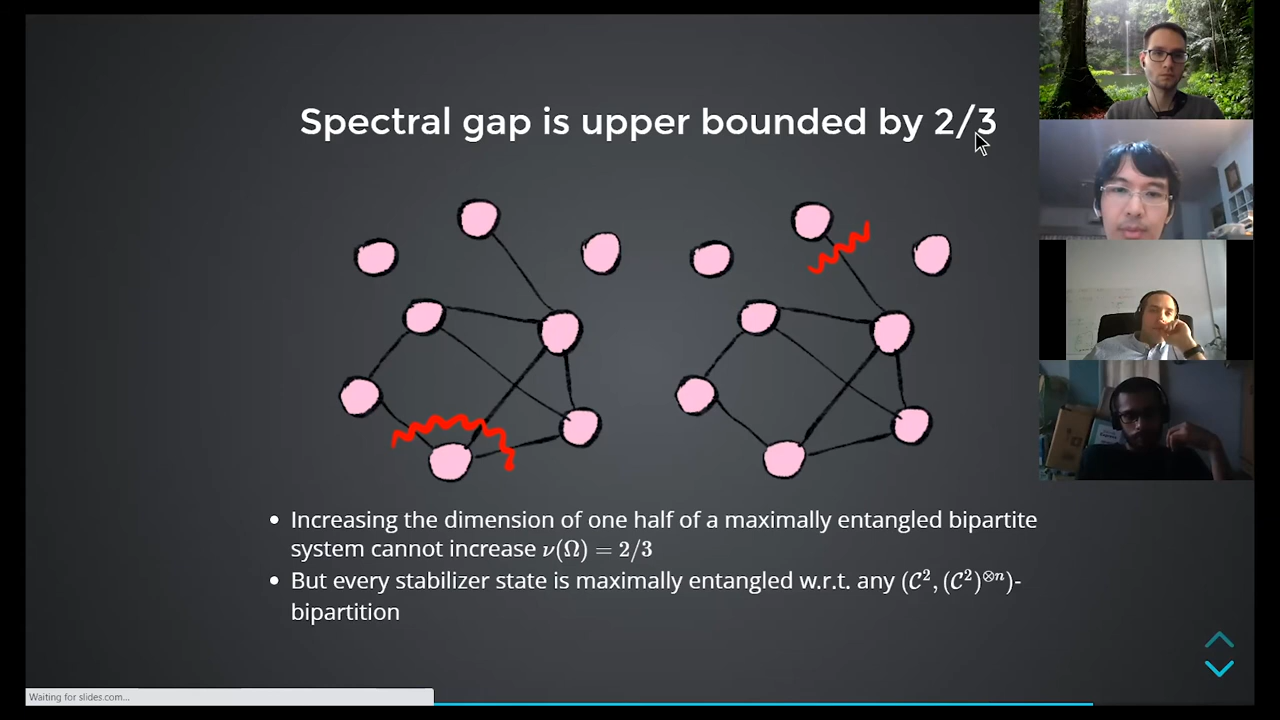 Spectral gap is upper bounded by 2/3
• Increasing the dimension of one half of a maximally entangled bipartite
system cannot increase ν(Ω) = 2/3
• But every stabilizer state is maximally entangled w.r.t. any (𝒞², (𝒞²)^⊗n)-
bipartition
Waiting for slides.com...